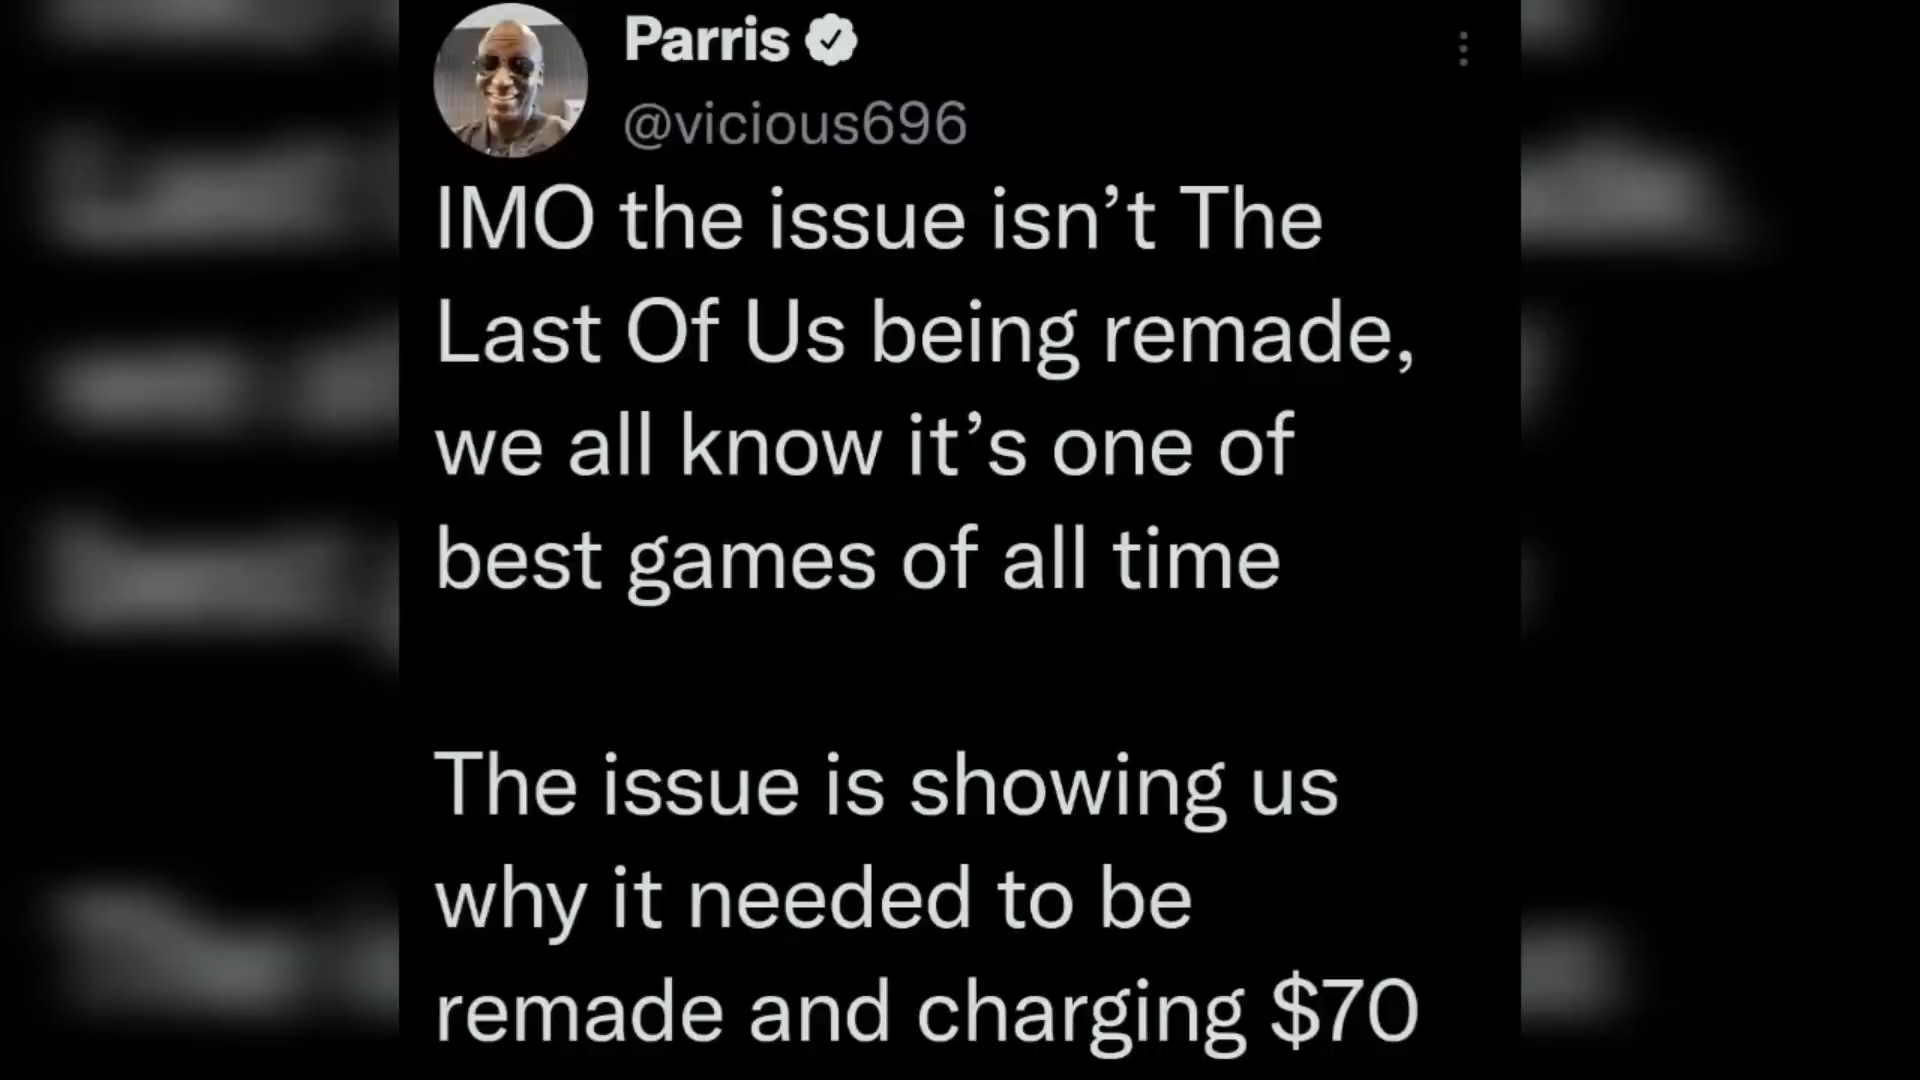 Parris
@vicious696
IMO the issue isn’t The
Last Of Us being remade,
we all know it’s one of
best games of all time
The issue is showing us
why it needed to be
remade and charging $70